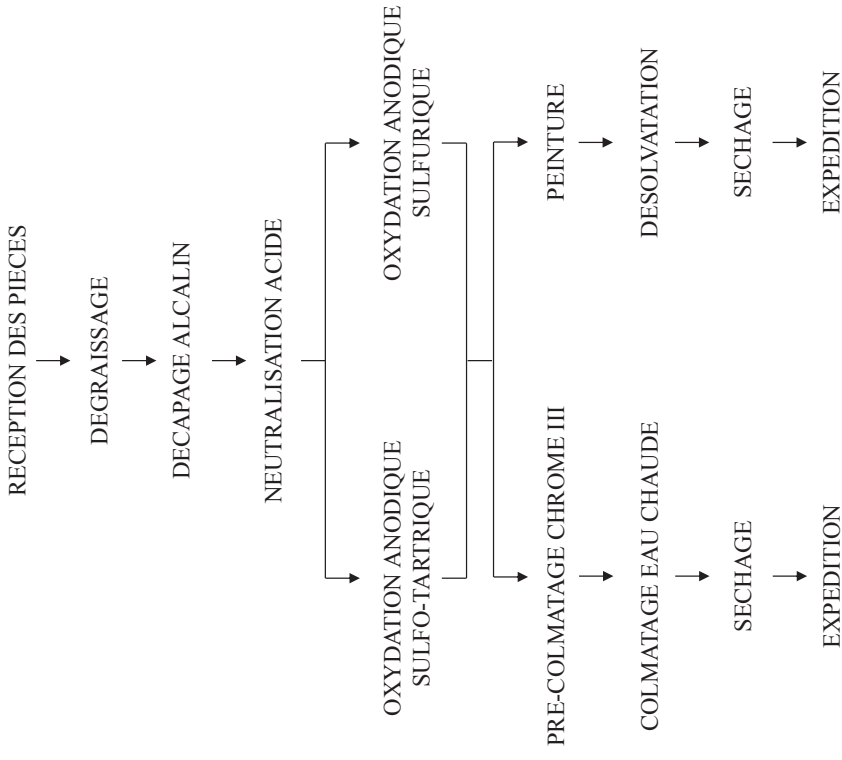 RECEPTION DES PIECES
DEGRAISSAGE
DECAPAGE ALCALIN
NEUTRALISATION ACIDE
OXYDATION ANODIQUE
SULFO-TARTRIQUE
OXYDATION ANODIQUE
SULFURIQUE
PRE-COLMATAGE CHROME III
COLMATAGE EAU CHAUDE
SECHAGE
EXPEDITION
PEINTURE
DESOLVATATION
SECHAGE
EXPEDITION